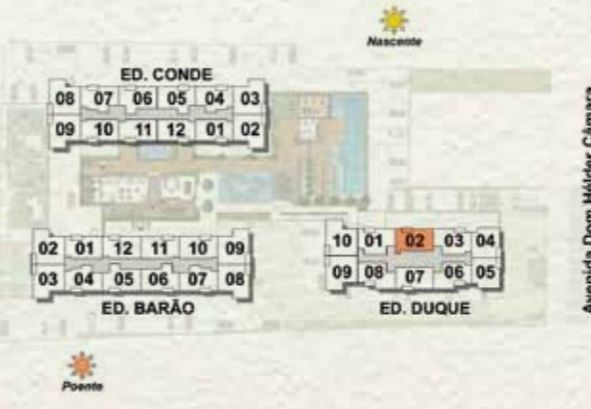 Nascente
ED. CONDE
08 07 06 05 04 03
09 10 11 12 01 02
Avenida Dom Hélder Câmara
02 01 12 11 10 09
03 04 05 06 07 08
ED. BARÃO
10 01 02 03 04
09 08 07 06 05
ED. DUQUE
Poente